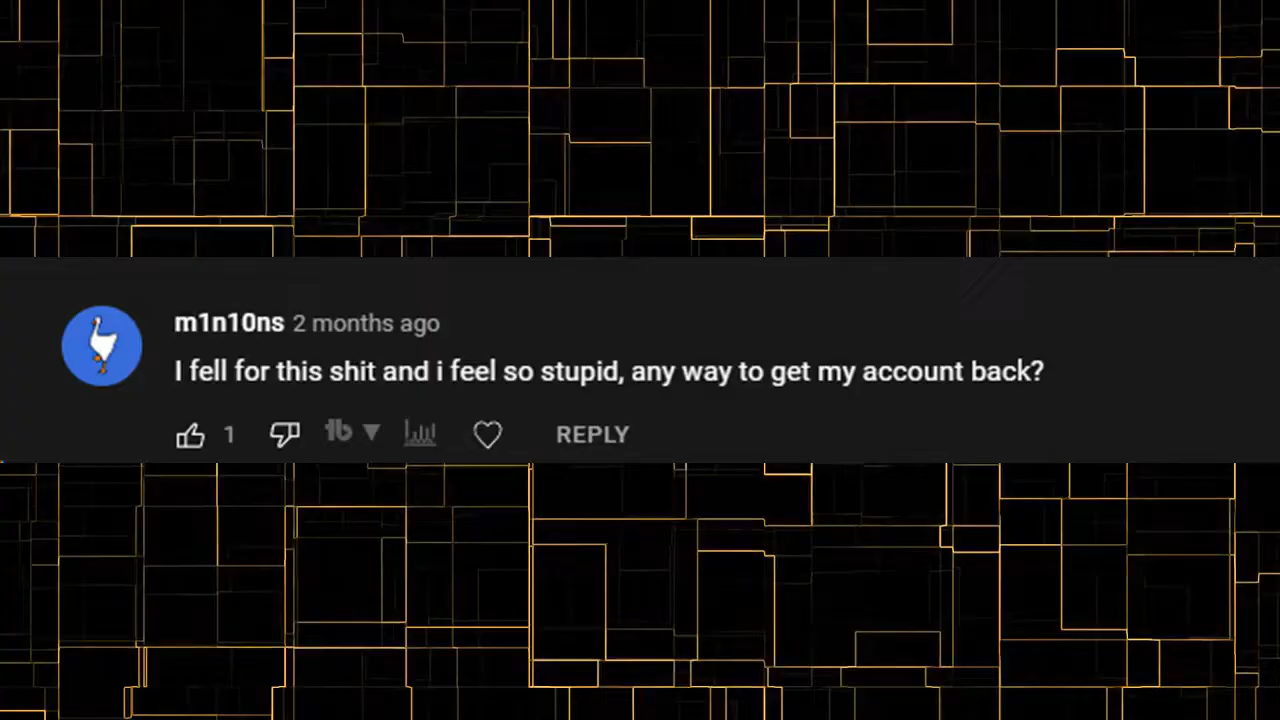 m1n10ns 2 months ago
I fell for this shit and i feel so stupid, any way to get my account back?
1 tb REPLY